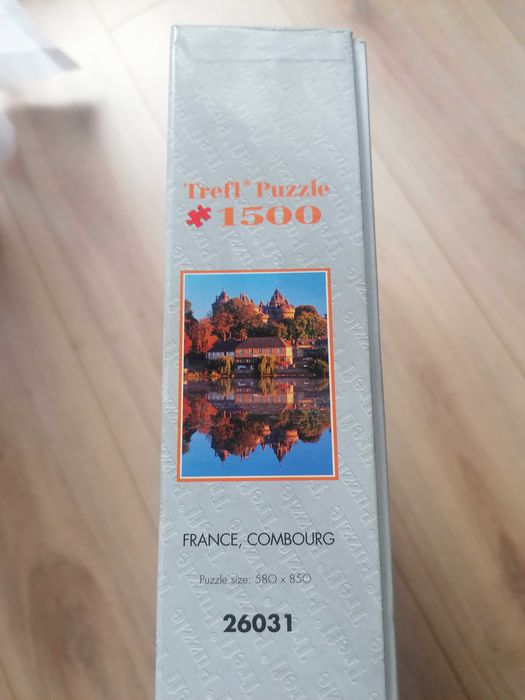 Trefl® Puzzle
1500
FRANCE, COMBOURG
Puzzle size: 580 x 850
26031